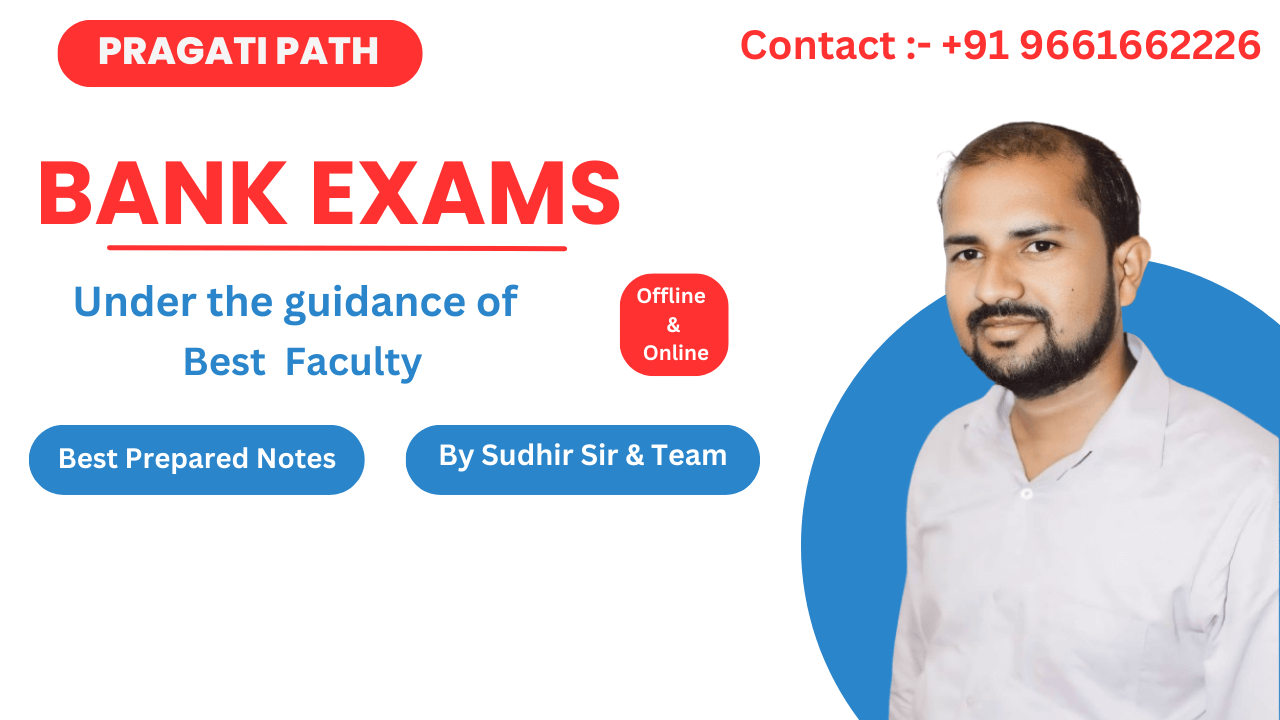 PRAGATI PATH
Contact :- +91 9661662226
BANK EXAMS
Under the guidance of
Best Faculty
Offline
&
Online
Best Prepared Notes
By Sudhir Sir & Team